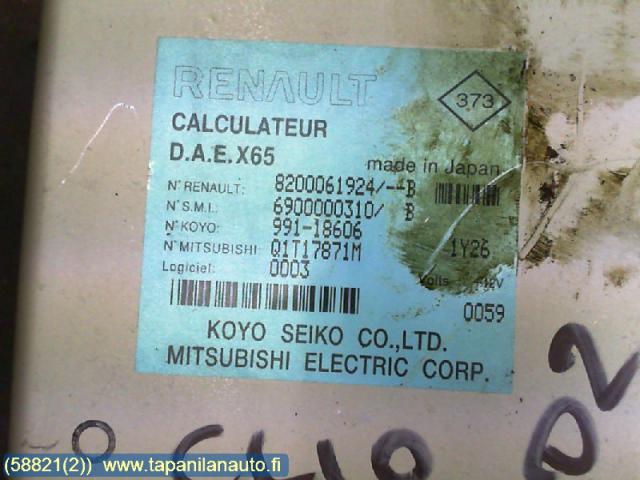 RENAULT
373
CALCULATEUR
D.A.E.X65
made in Japan
N° RENAULT: 8200061924/--B
N° S.M.I.: 6900000310/ B
N° KOYO: 991-18606
N° MITSUBISHI: Q1T17871M 1Y26
Logiciel: 0003
Volts 12V
0059
KOYO SEIKO CO.,LTD.
MITSUBISHI ELECTRIC CORP.
CLIO 02
(58821(2)) www.tapanilanauto.fi